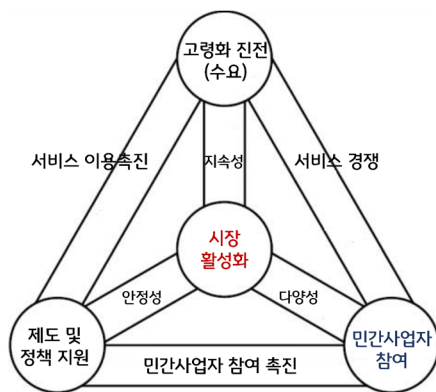 고령화 진전
(수요)
서비스 이용촉진
지속성
서비스 경쟁
시장
활성화
안정성
다양성
제도 및
정책 지원
민간사업자 참여 촉진
민간사업자
참여